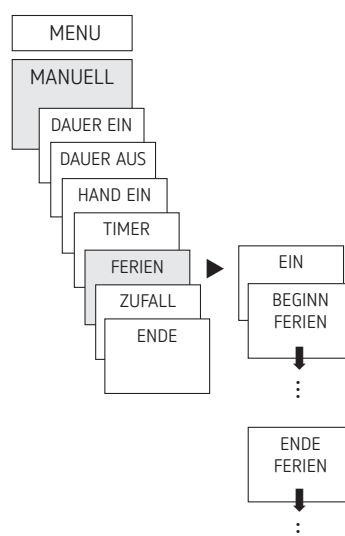 MENU
MANUELL
DAUER EIN
DAUER AUS
HAND EIN
TIMER
FERIEN
ZUFALL
ENDE
EIN
BEGINN
FERIEN
ENDE
FERIEN